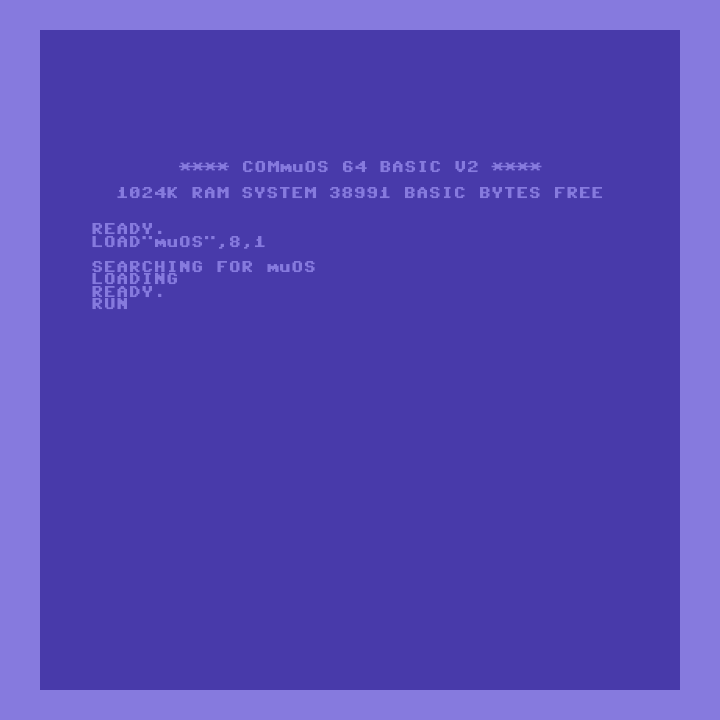 **** COMmuOS 64 BASIC V2 ****
1024K RAM SYSTEM 38991 BASIC BYTES FREE
READY.
LOAD"muOS",8,1
SEARCHING FOR muOS
LOADING
READY.
RUN